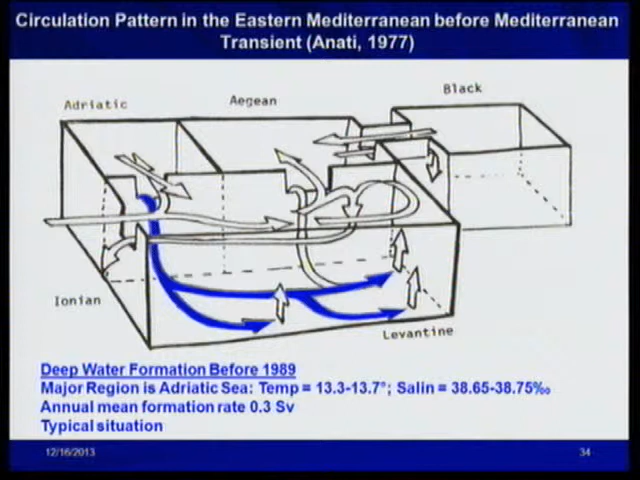 Circulation Pattern in the Eastern Mediterranean before Mediterranean
Transient (Anati, 1977)
Adriatic
Aegean
Black
Ionian
Levantine
Deep Water Formation Before 1989
Major Region is Adriatic Sea: Temp = 13.3-13.7°; Salin = 38.65-38.75‰
Annual mean formation rate 0.3 Sv
Typical situation
12/16/2013
34